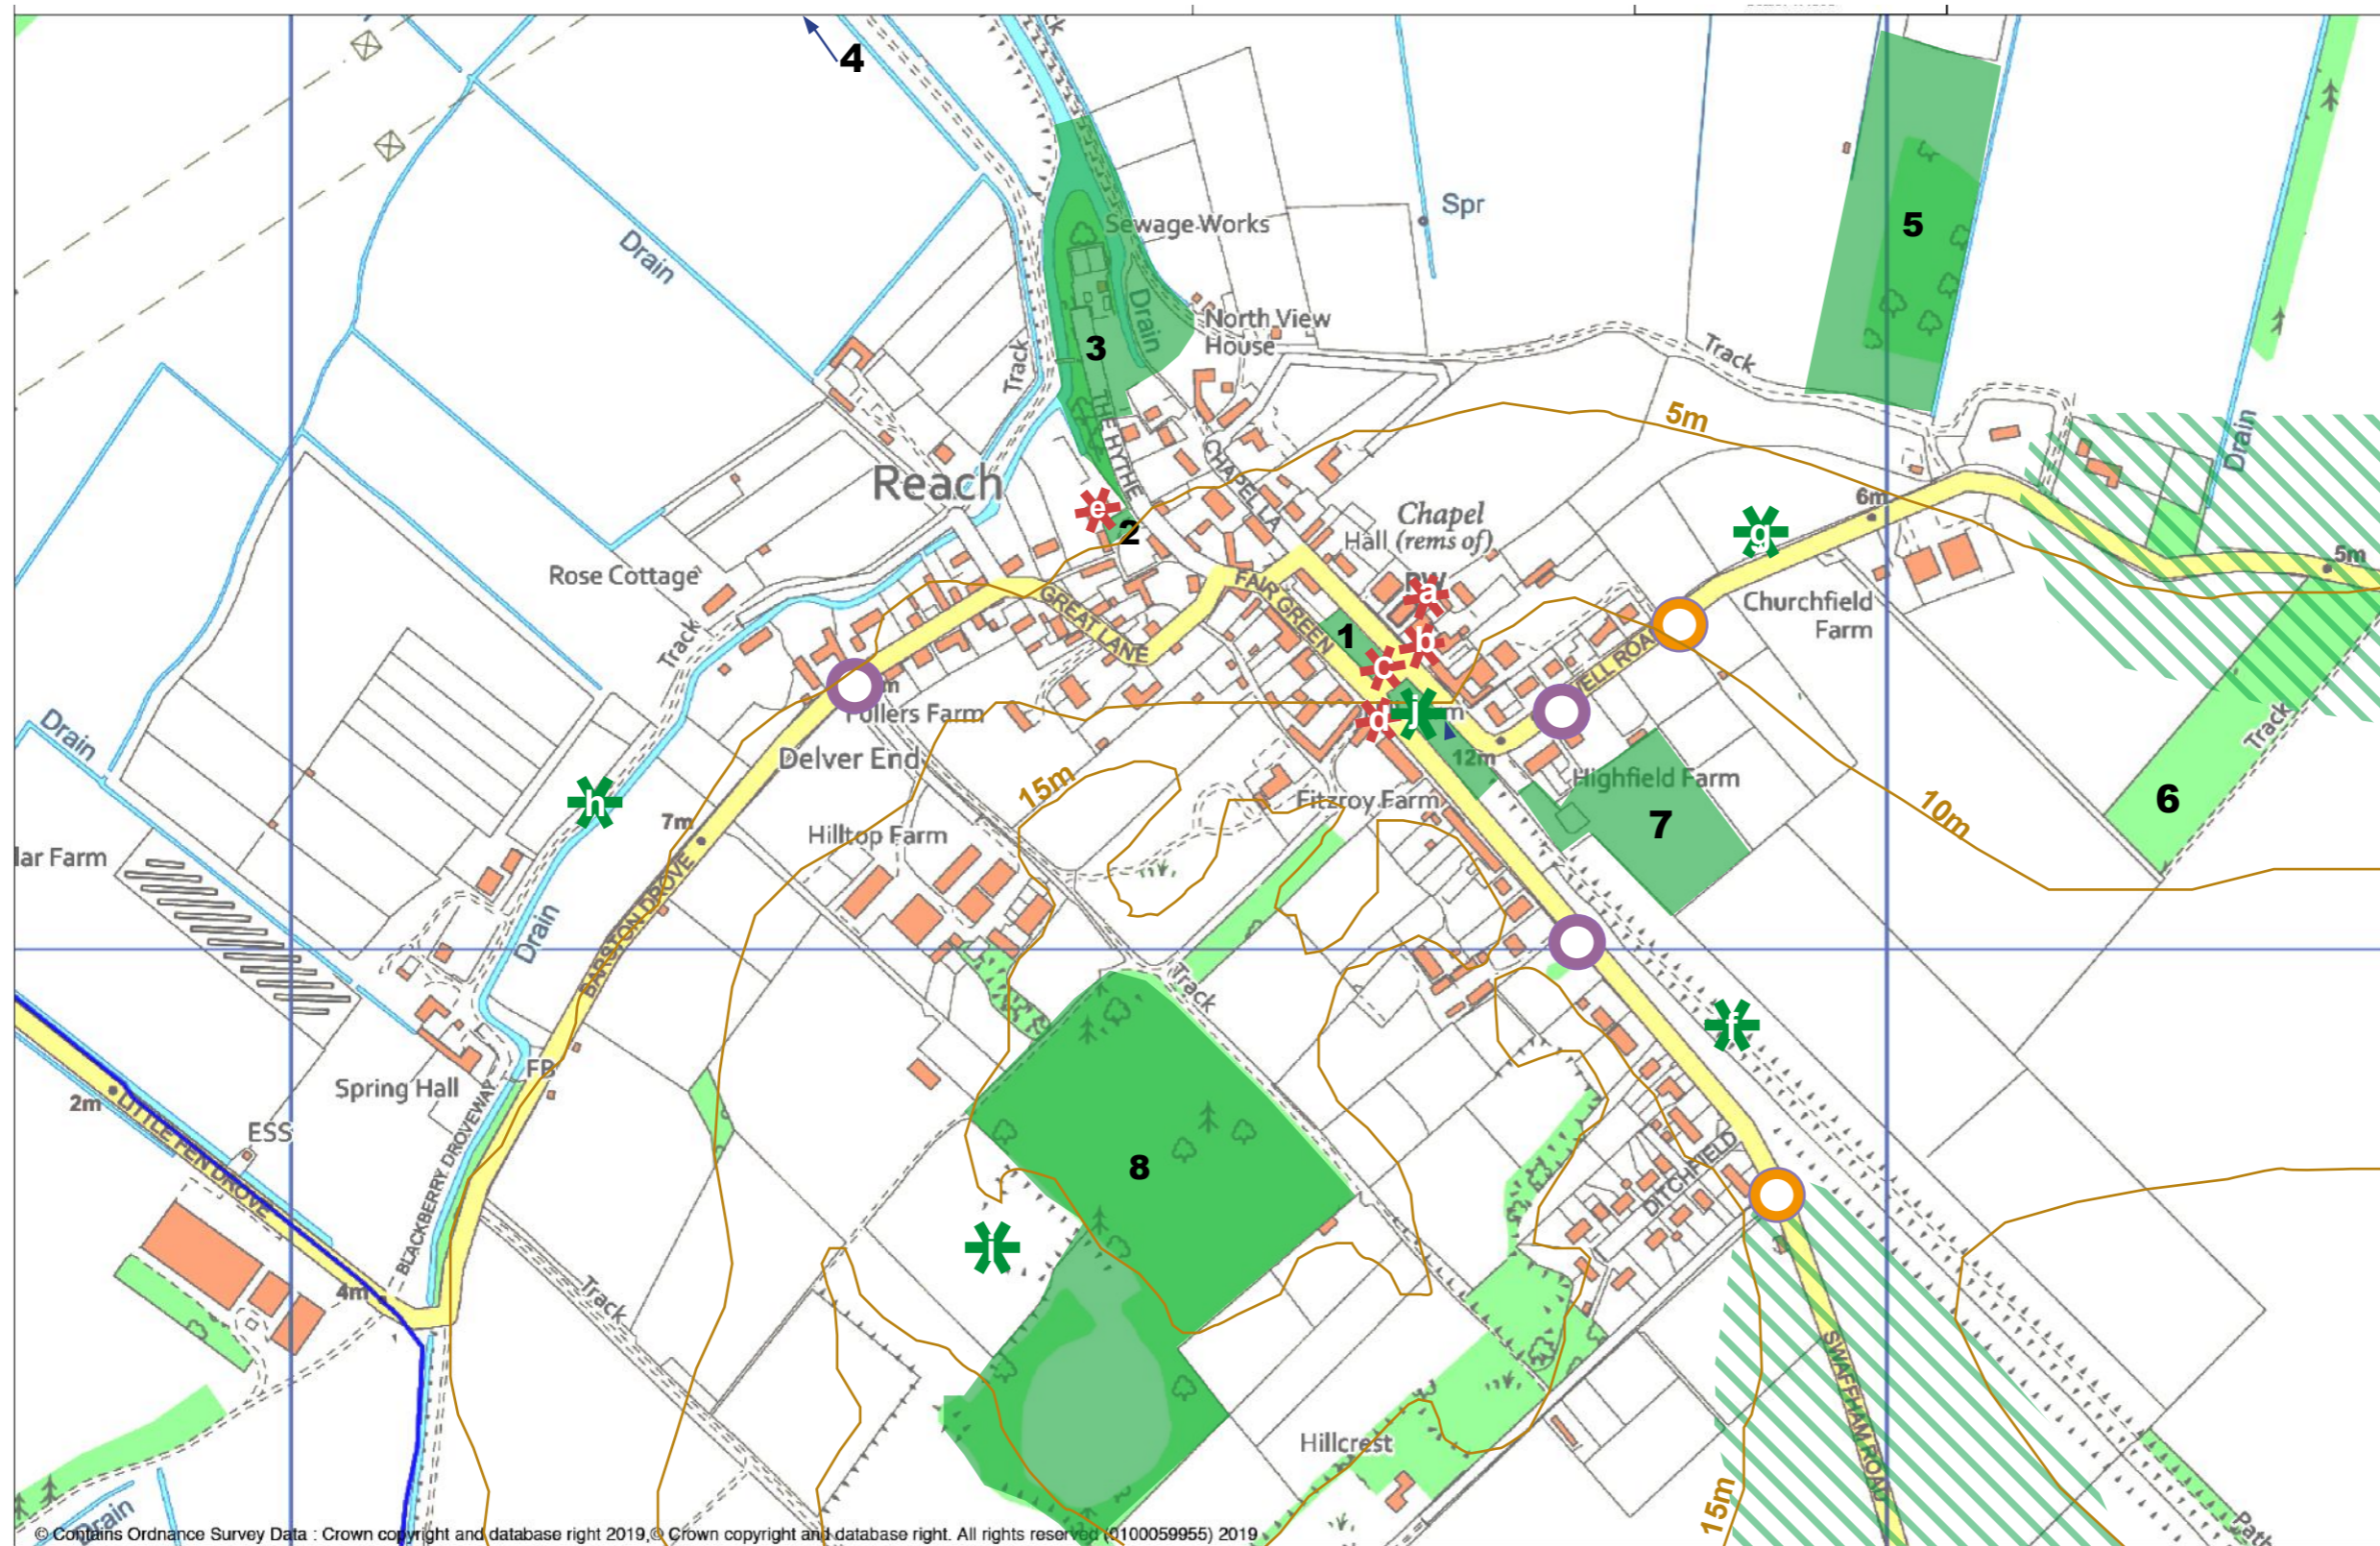 4
Spr
Drain
Sewage Works
5
Drain
North View
House
3
Track
Track
THE HYTHE
5m
CHAPEL LA
Drain
Reach
e
2
Chapel
(rems of)
Hall
6m
g
5m
Rose Cottage
FAIR GREEN
a
GREAT LANE
1
b
Churchfield
Farm
Track
c
Fullers Farm
d
j
12m
Drain
Delver End
15m
Highfield Farm
Track
h
7m
Hilltop Farm
Fitzroy Farm
7
6
10m
lar Farm
BARSTON DROVE
Drain
Track
f
FB
Spring Hall
2m
LITTLE FEN DROVE
ESS
BLACKBERRY DROVEWAY
8
DITCHFIELD
i
4m
Track
SWAFFHAM ROAD
Hillcrest
15m
Drain
Path
© Contains Ordnance Survey Data : Crown copyright and database right 2019,© Crown copyright and database right. All rights reserved (0100059955) 2019